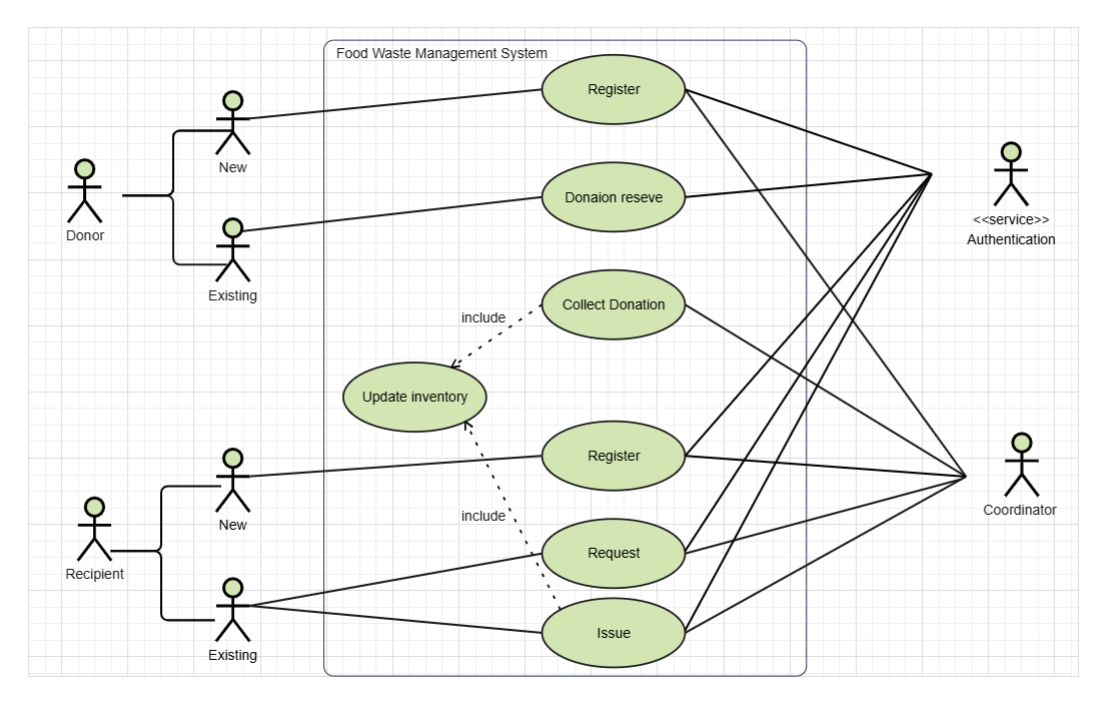 Food Waste Management System
Register
New
Donor
Donaion reseve
Existing
<<service>>
Authentication
Collect Donation
include
Update inventory
Register
New
Coordinator
include
Request
Recipient
Issue
Existing